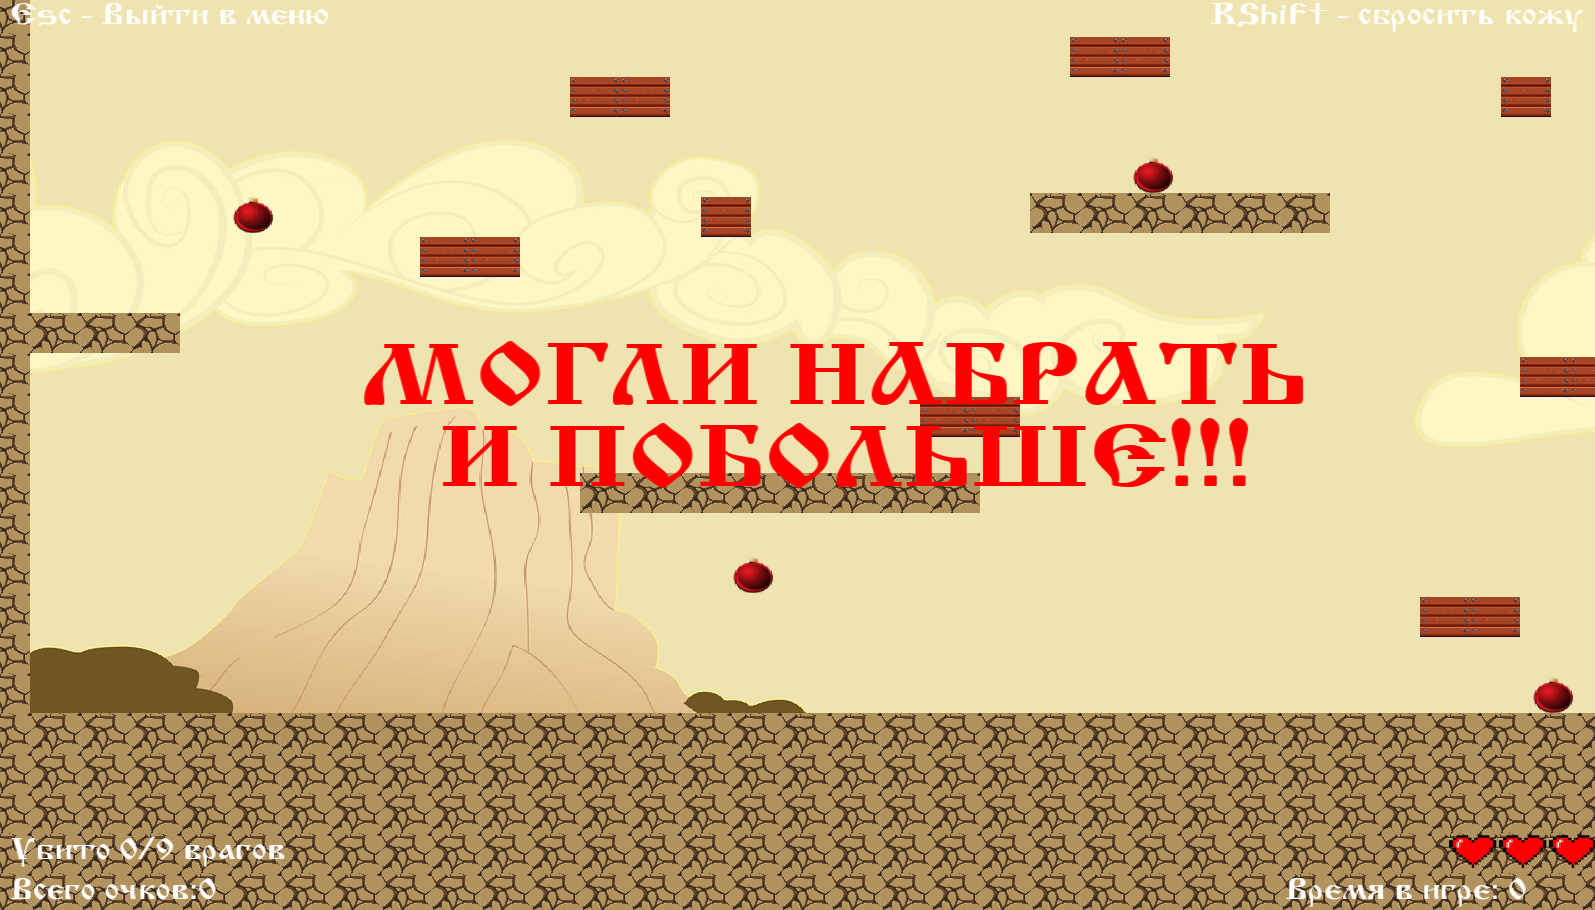 Esc - Выйти в меню
RShift - сбросить кожу
МОГЛИ НАБРАТЬ
И ПОБОЛЬШЕ!!!
Убито 0/9 врагов
Всего очков:0
Время в игре: 0